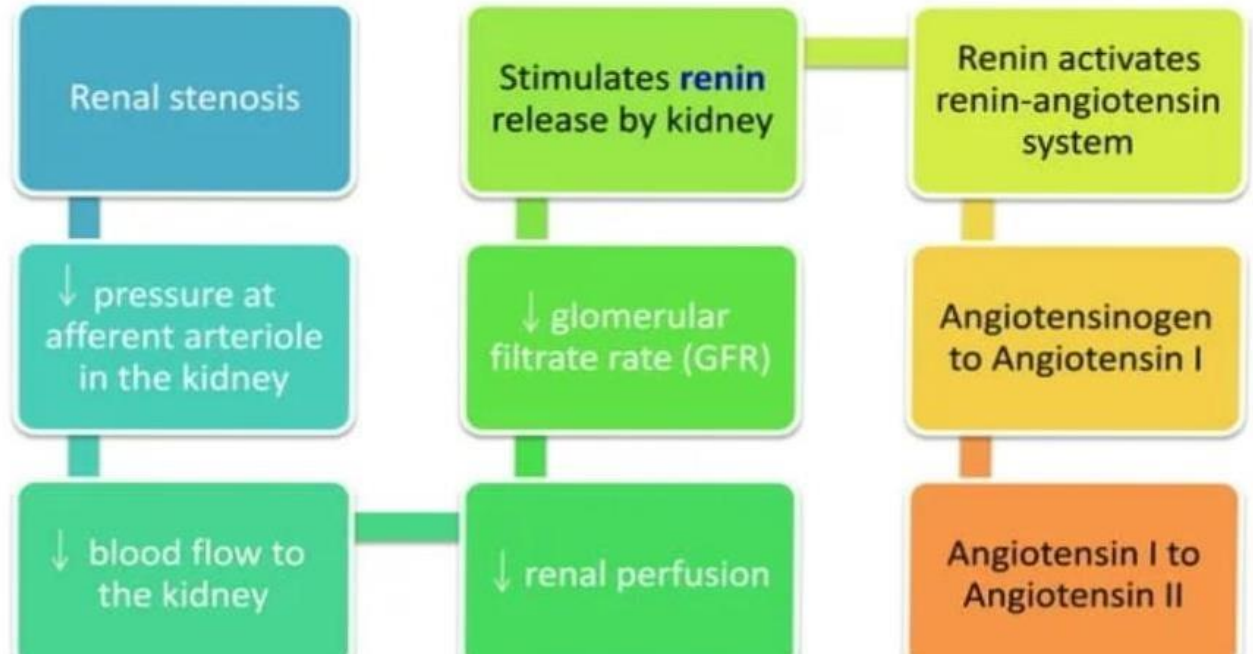 Renal stenosis
↓ pressure at
afferent arteriole
in the kidney
↓ blood flow to
the kidney
↓ renal perfusion
↓ glomerular
filtrate rate (GFR)
Stimulates renin
release by kidney
Renin activates
renin-angiotensin
system
Angiotensinogen
to Angiotensin I
Angiotensin I to
Angiotensin II